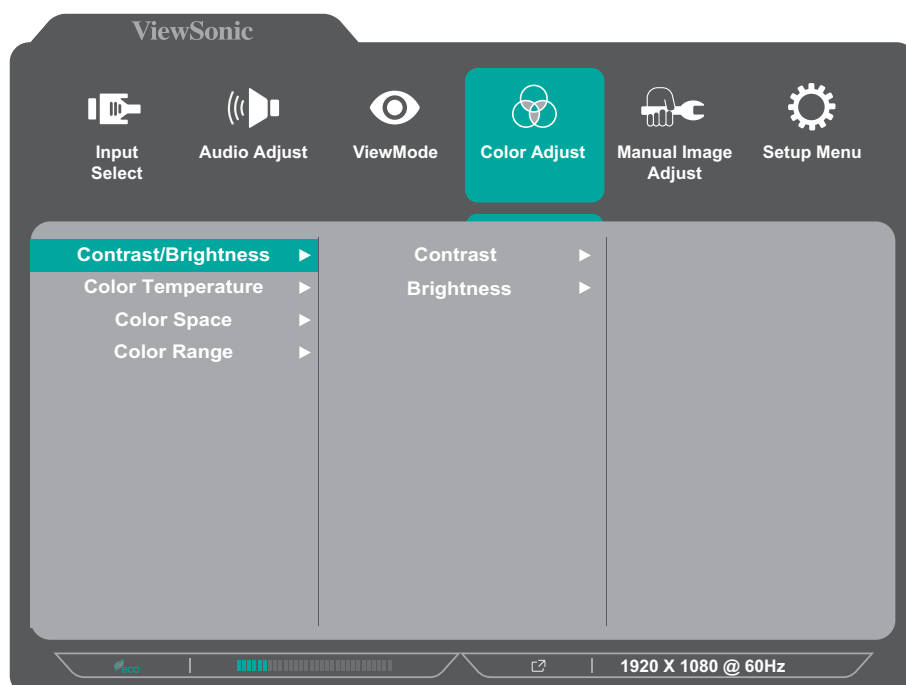 ViewSonic
Input
Select
Audio Adjust
ViewMode
Color Adjust
Manual Image
Adjust
Setup Menu
Contrast/Brightness
Color Temperature
Color Space
Color Range
Contrast
Brightness
eco
1920 X 1080 @ 60Hz